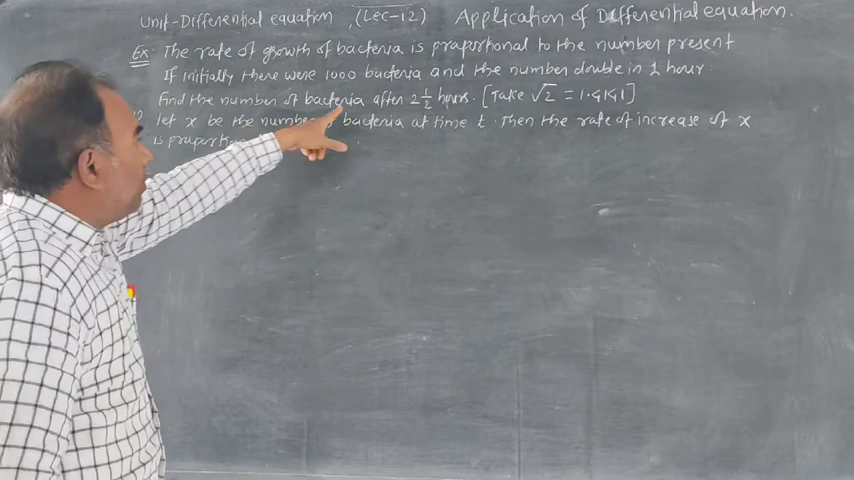 Unit-Differential equation , (Lec-12) Application of Differential equation.
Ex: The rate of growth of bacteria is proportional to the number present
If initially there were 1000 bacteria and the number double in 1 hour.
Find the number of bacteria after 2 1/2 hours. [Take √2 = 1.4141]
let x be the number bacteria at time t. Then the rate of increase of x
is